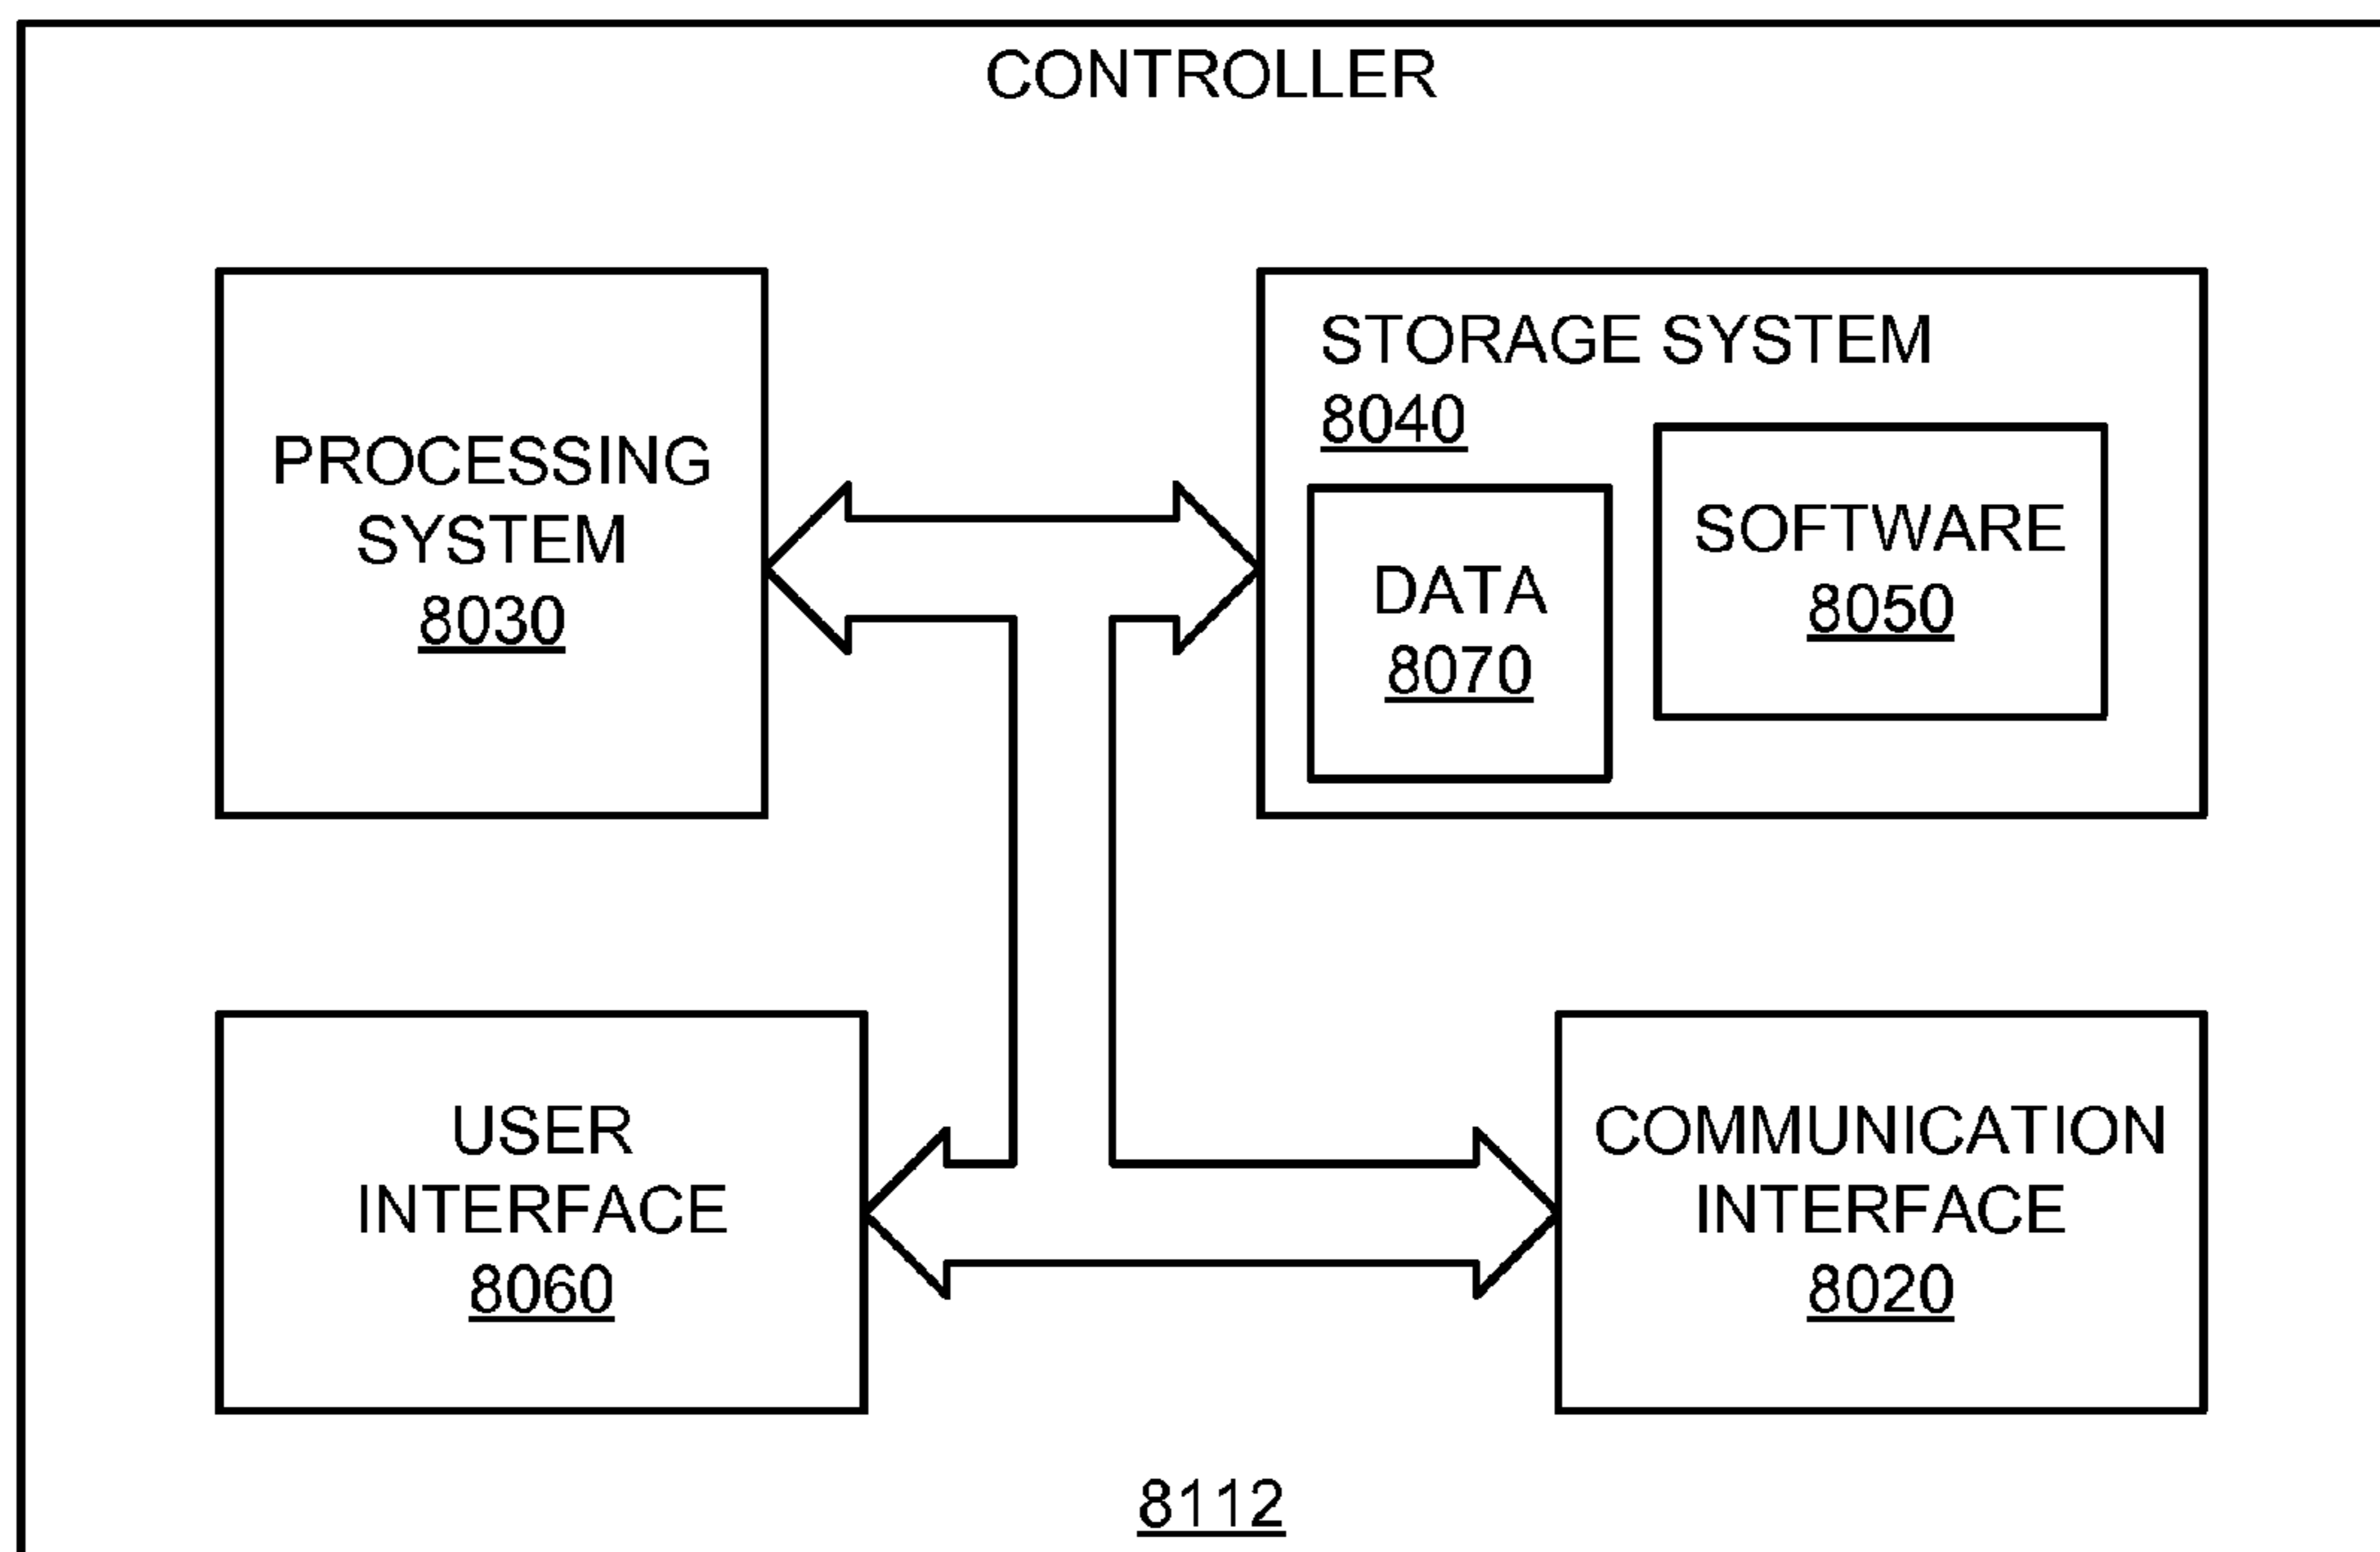 CONTROLLER
PROCESSING
SYSTEM
8030
STORAGE SYSTEM
8040
DATA
8070
SOFTWARE
8050
USER
INTERFACE
8060
COMMUNICATION
INTERFACE
8020
8112